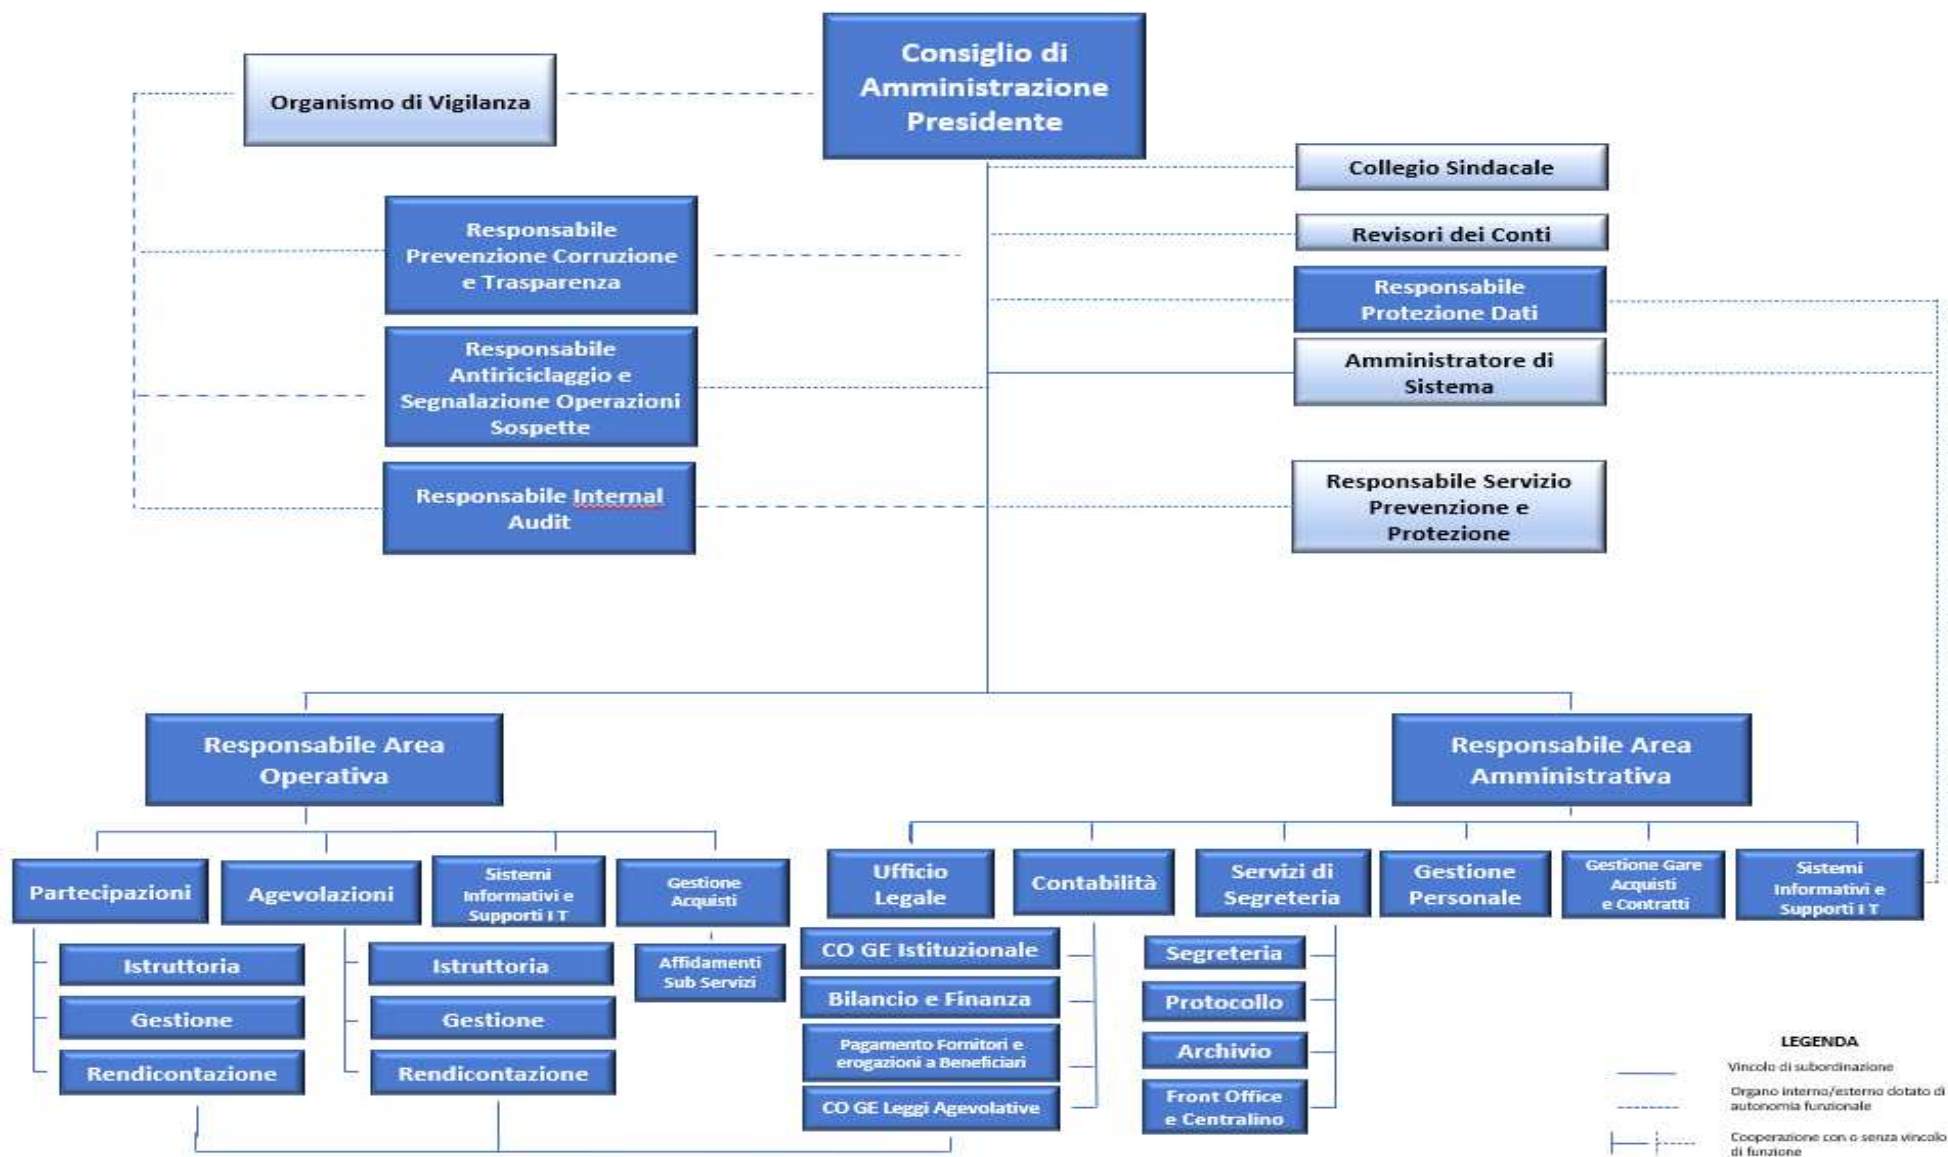 Consiglio di
Amministrazione
Presidente
Organismo di Vigilanza
Collegio Sindacale
Revisori dei Conti
Responsabile
Prevenzione Corruzione
e Trasparenza
Responsabile
Protezione Dati
Responsabile
Antiriciclaggio e
Segnalazione Operazioni
Sospette
Amministratore di
Sistema
Responsabile Internal
Audit
Responsabile Servizio
Prevenzione e
Protezione
Responsabile Area
Operativa
Responsabile Area
Amministrativa
Partecipazioni
Agevolazioni
Sistemi
Informativi e
Supporti I T
Gestione
Acquisti
Ufficio
Legale
Contabilità
Servizi di
Segreteria
Gestione
Personale
Gestione Gare
Acquisti
e Contratti
Sistemi
Informativi e
Supporti I T
Istruttoria
Gestione
Rendicontazione
Istruttoria
Gestione
Rendicontazione
Affidamenti
Sub Servizi
CO GE Istituzionale
Bilancio e Finanza
Pagamento Fornitori e
erogazioni a Beneficiari
CO GE Leggi Agevolative
Segreteria
Protocollo
Archivio
Front Office
e Centralino
LEGENDA
Vincolo di subordinazione
Organo interno/esterno dotato di
autonomia funzionale
Cooperazione con o senza vincolo
di funzione